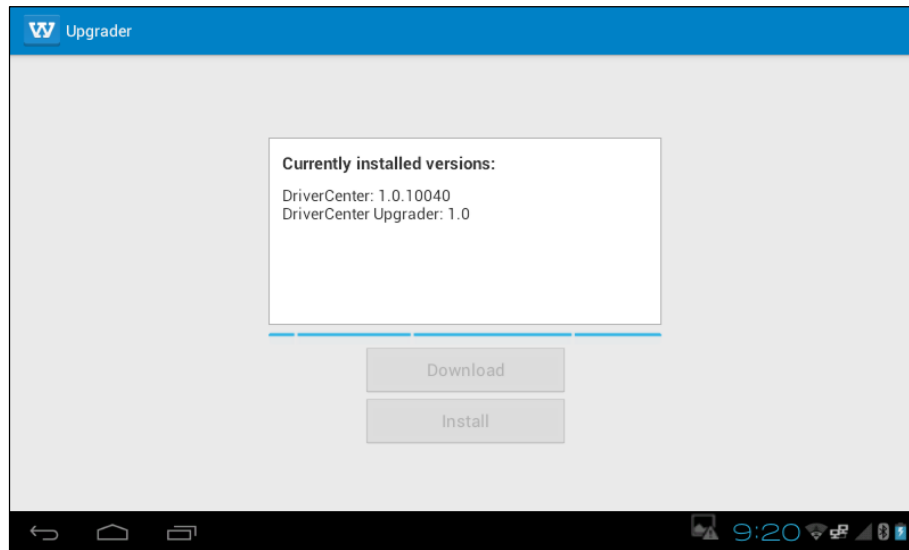 W Upgrader
Currently installed versions:
DriverCenter: 1.0.10040
DriverCenter Upgrader: 1.0
Download
Install
9:20